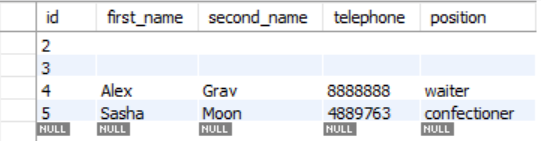 id first_name second_name telephone position
2
3
4 Alex Grav 8888888 waiter
5 Sasha Moon 4889763 confectioner
NULL NULL NULL NULL NULL